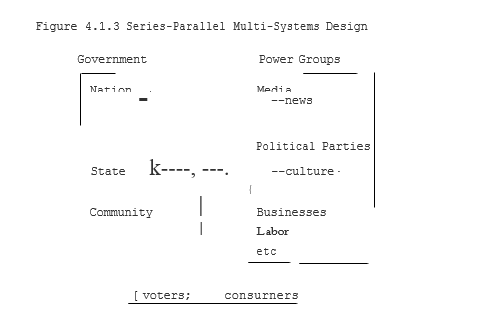 Figure 4.1.3 Series-Parallel Multi-Systems Design
Government Power Groups
Nation Media
--news
Political Parties
State k----, ---. --culture·
Community Businesses
Labor
etc
[ voters; consurners